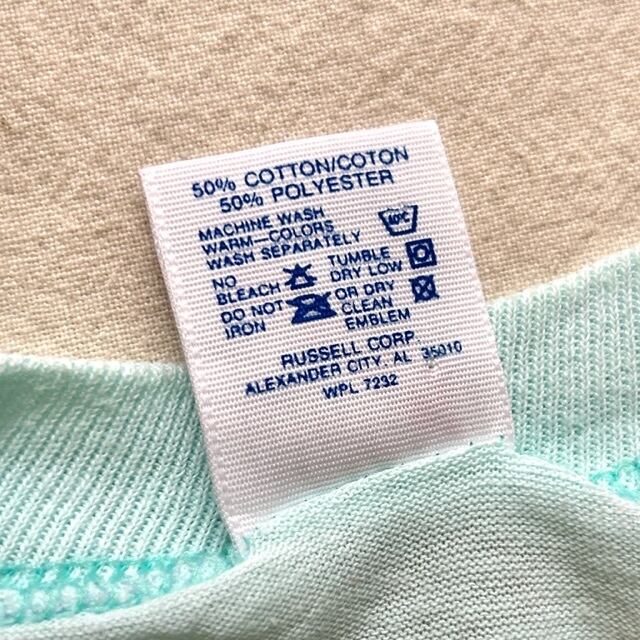 50% COTTON/COTON
50% POLYESTER
MACHINE WASH
WARM—COLORS
WASH SEPARATELY
40C
NO
BLEACH
TUMBLE
DRY LOW
DO NOT
IRON
OR DRY
CLEAN
EMBLEM
RUSSELL CORP.
ALEXANDER CITY, AL 35010
WPL 7232